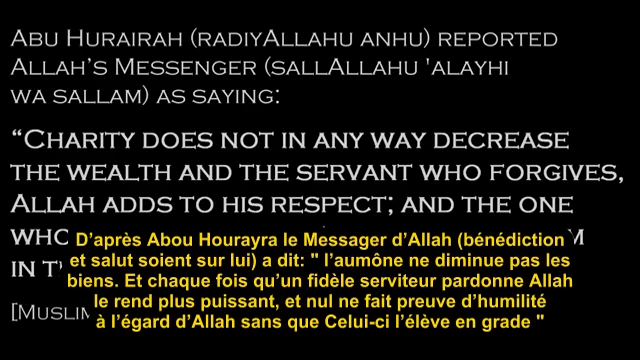 ABU HURAIRAH (RADIYALLAHU ANHU) REPORTED
ALLAH'S MESSENGER (SALLALLAHU 'ALAYHI
WA SALLAM) AS SAYING:
“CHARITY DOES NOT IN ANY WAY DECREASE
THE WEALTH AND THE SERVANT WHO FORGIVES,
ALLAH ADDS TO HIS RESPECT; AND THE ONE
IN
[MUSLIM
D'après Abou Hourayra le Messager d'Allah (bénédiction
et salut soient sur lui) a dit: " l'aumône ne diminue pas les
biens. Et chaque fois qu'un fidèle serviteur pardonne Allah
le rend plus puissant, et nul ne fait preuve d'humilité
à l'égard d'Allah sans que Celui-ci l'élève en grade "